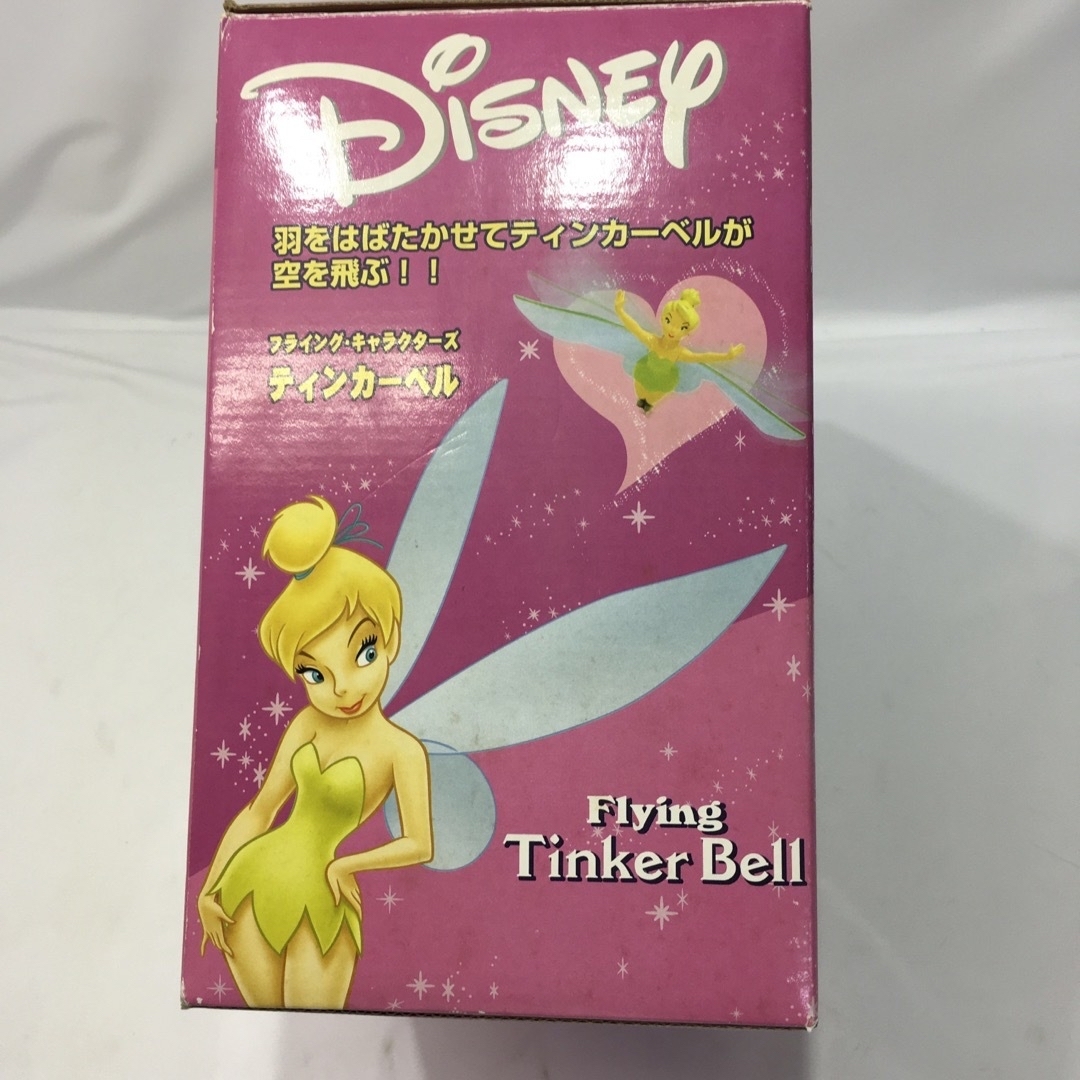 Disney
羽をはばたかせてティンカーベルが
空を飛ぶ！！
フライング・キャラクターズ
ティンカーベル
Flying
Tinker Bell